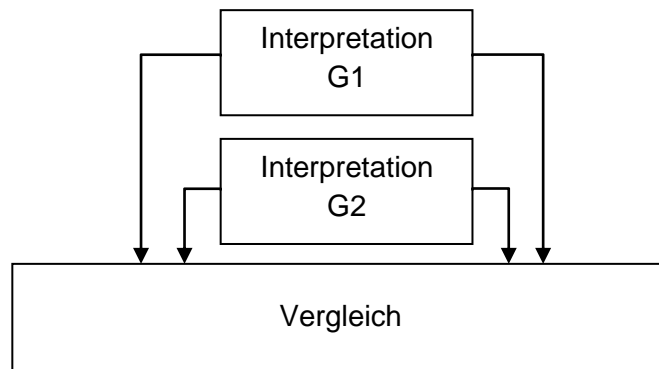 Interpretation
G1
Interpretation
G2
Vergleich